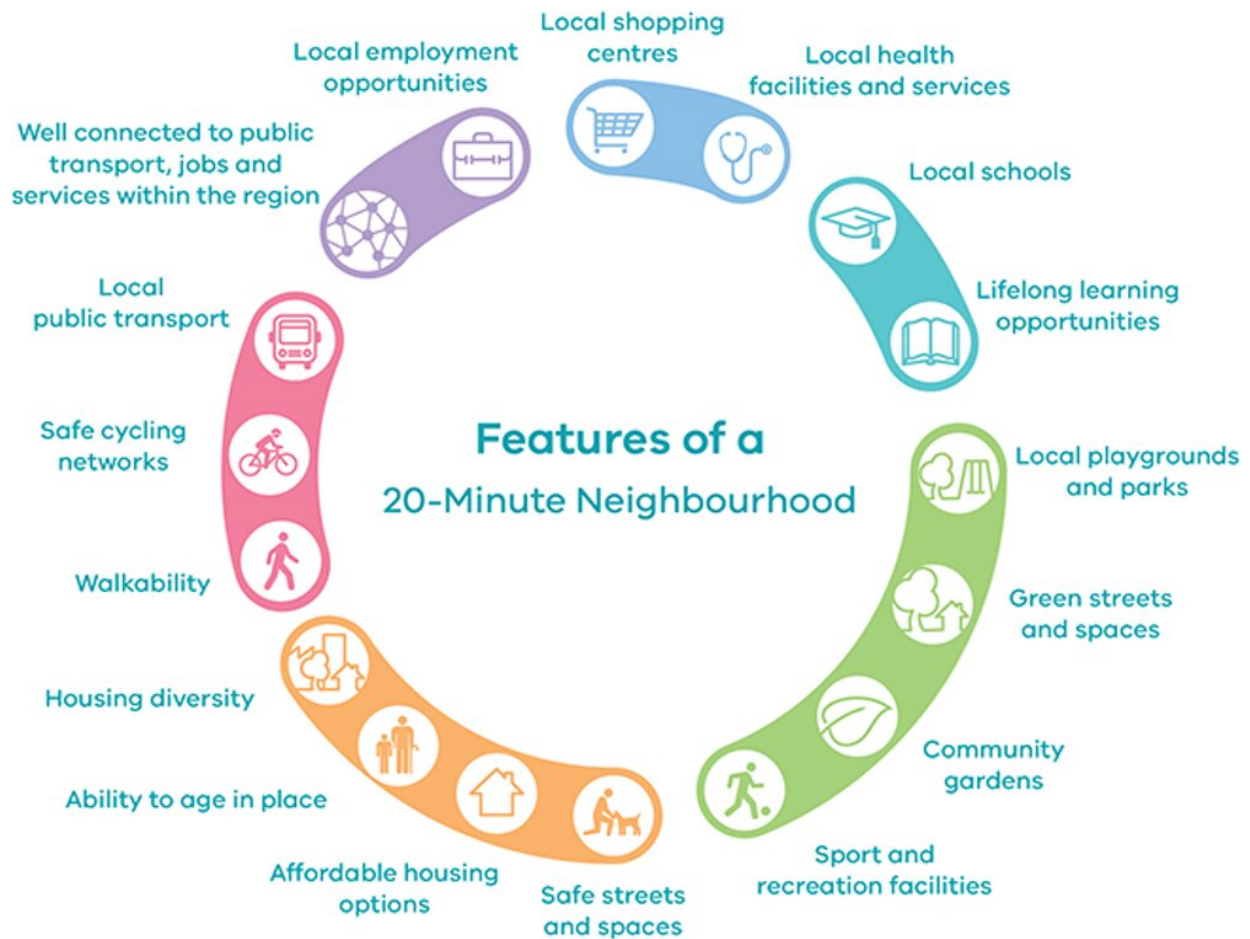 Features of a
20-Minute Neighbourhood
Local shopping
centres
Local health
facilities and services
Local schools
Lifelong learning
opportunities
Local playgrounds
and parks
Green streets
and spaces
Community
gardens
Sport and
recreation facilities
Safe streets
and spaces
Affordable housing
options
Ability to age in place
Housing diversity
Walkability
Safe cycling
networks
Local
public transport
Well connected to public
transport, jobs and
services within the region
Local employment
opportunities